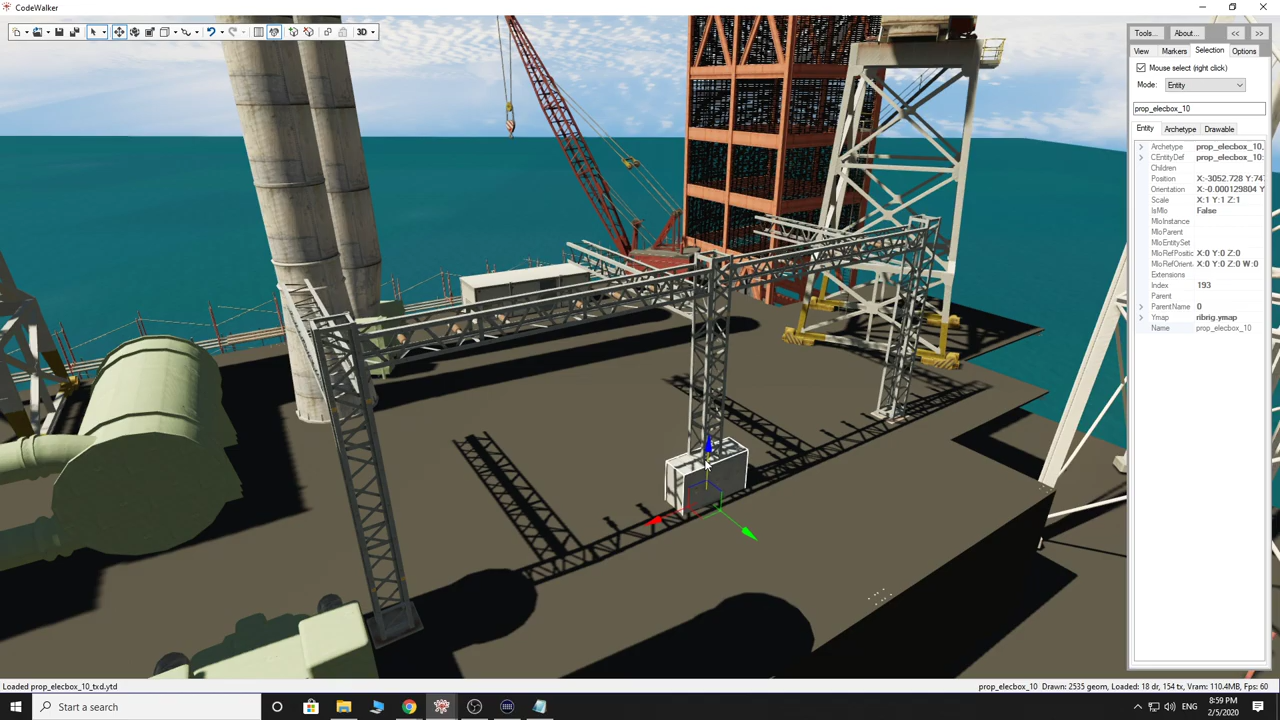 CodeWalker
3D
Tools... About... << >>
View Markers Selection Options
Mouse select (right click)
Mode: Entity
prop_elecbox_10
Entity Archetype Drawable
Archetype prop_elecbox_10,
CEntityDef prop_elecbox_10:
Children
Position X:-3052.728 Y:74
Orientation X:-0.000129804 Y
Scale X:1 Y:1 Z:1
IsMlo False
MloInstance
MloParent
MloEntitySet
MloRefPositic X:0 Y:0 Z:0
MloRefOrient X:0 Y:0 Z:0 W:0
Extensions
Index 193
Parent
ParentName 0
Ymap ribrig.ymap
Name prop_elecbox_10
Loaded prop_elecbox_10_txd.ytd
prop_elecbox_10 Drawn: 2535 geom, Loaded: 18 dr, 154 tx, Vram: 110.4MB, Fps: 60
Start a search
ENG
8:59 PM
2/5/2020